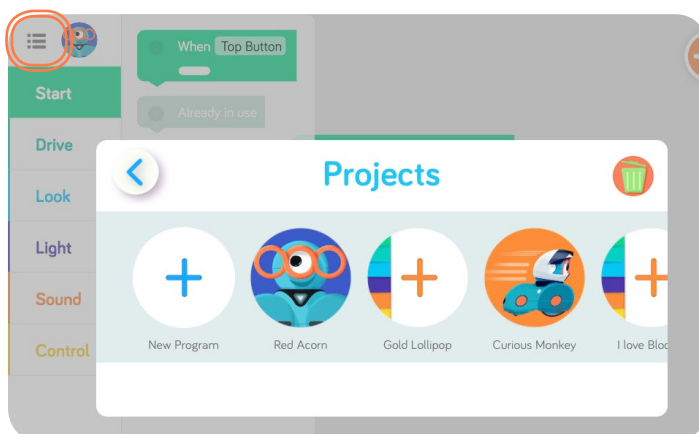 When Top Button
Start
Already in use
Drive
Projects
Look
Light
Sound
New Program
Red Acorn
Gold Lollipop
Curious Monkey
I love Bloc
Control